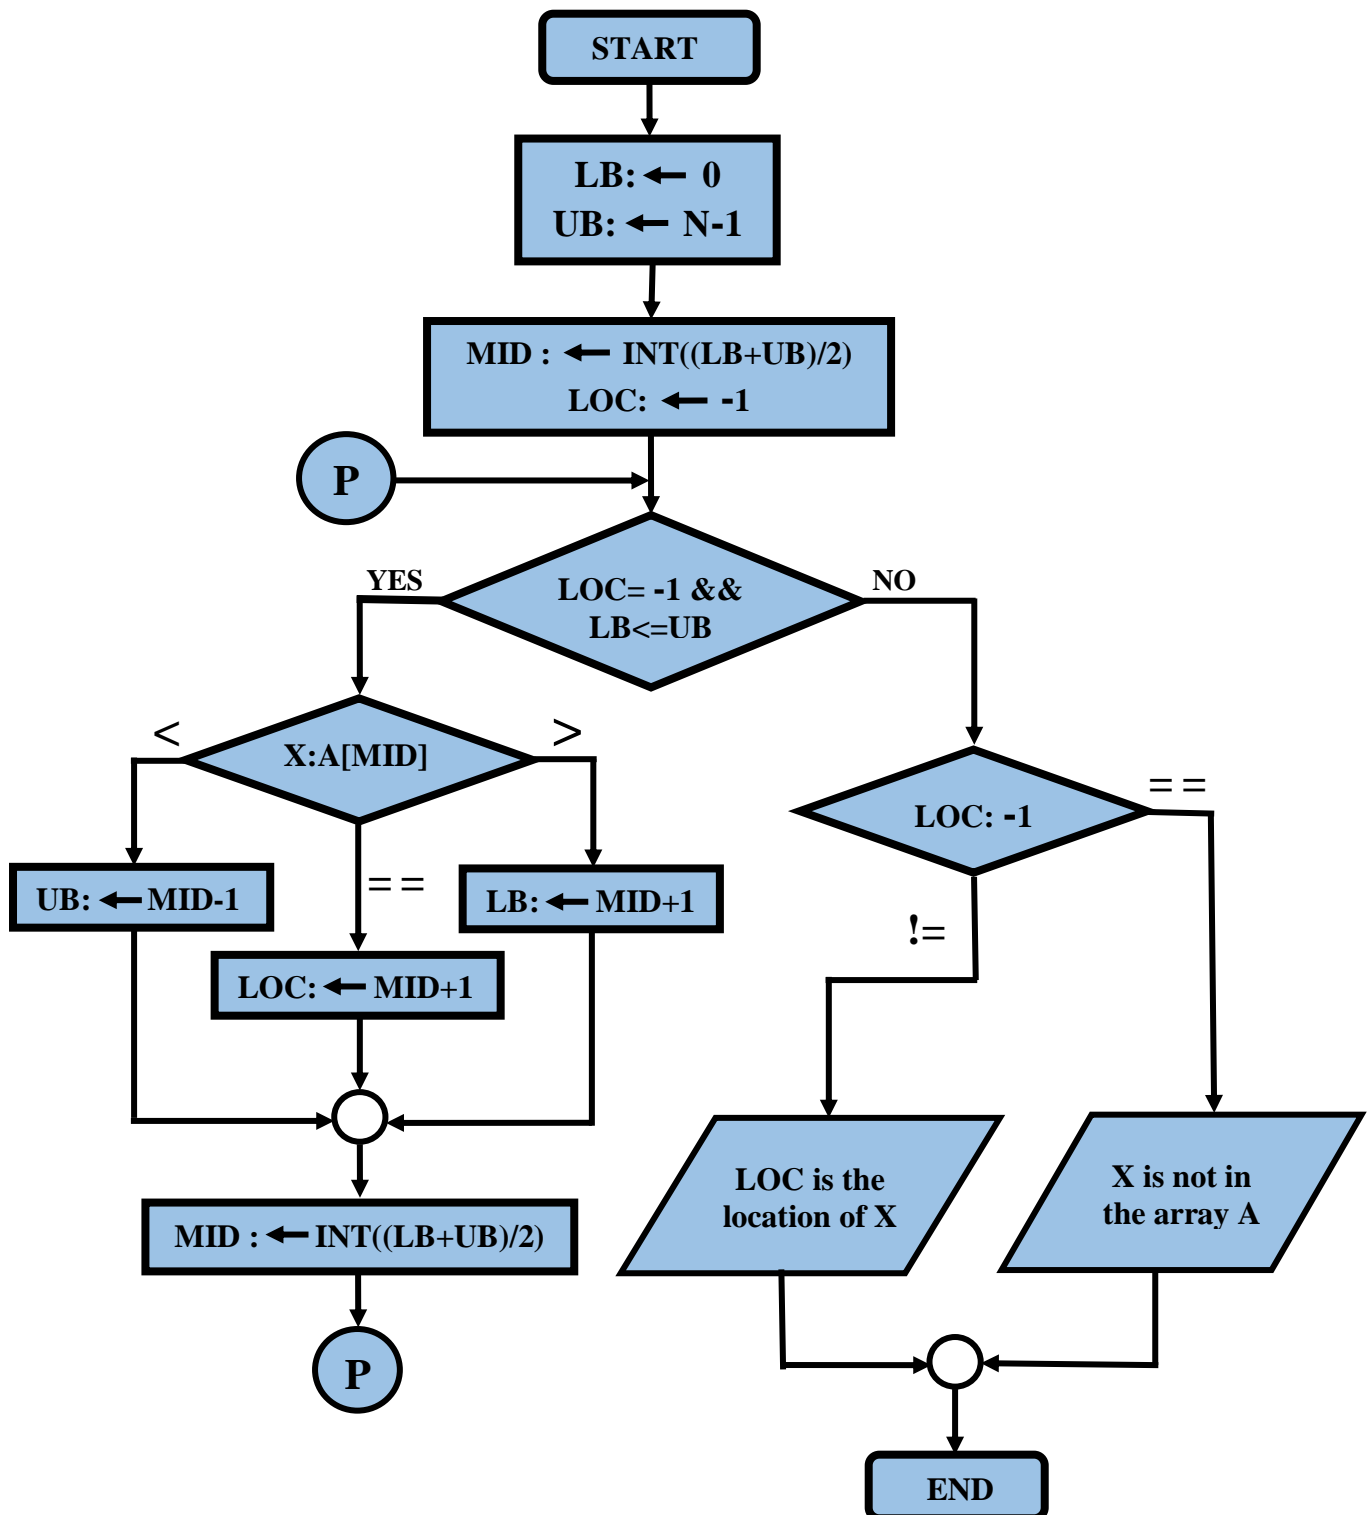 START
LB: ← 0
UB: ← N-1
MID : ← INT((LB+UB)/2)
LOC: ← -1
P
YES
LOC= -1 &&
LB<=UB
NO
<
X:A[MID]
>
LOC: -1
==
UB: ← MID-1
==
LB: ← MID+1
!=
LOC: ← MID+1
LOC is the
location of X
X is not in
the array A
MID : ← INT((LB+UB)/2)
P
END